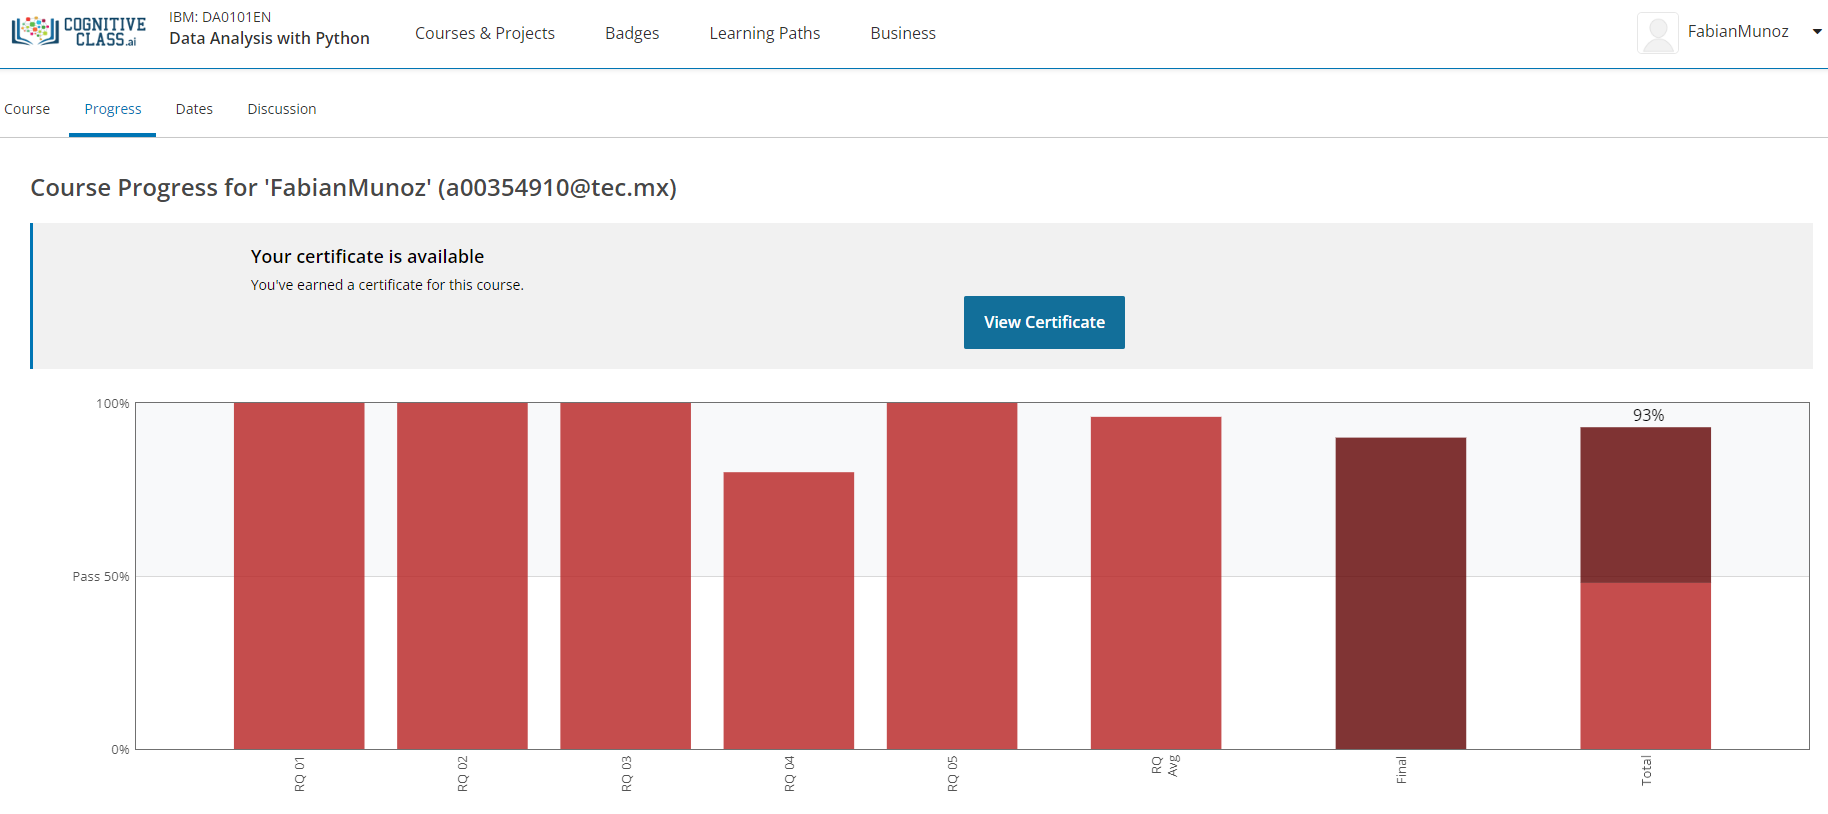 COGNITIVE
CLASS.ai
IBM: DA0101EN
Data Analysis with Python
Courses & Projects
Badges
Learning Paths
Business
FabianMunoz
Course
Progress
Dates
Discussion
Course Progress for 'FabianMunoz' (a00354910@tec.mx)
Your certificate is available
You've earned a certificate for this course.
View Certificate
100%
93%
Pass 50%
0%
RQ 01
RQ 02
RQ 03
RQ 04
RQ 05
RQ
Avg
Final
Total